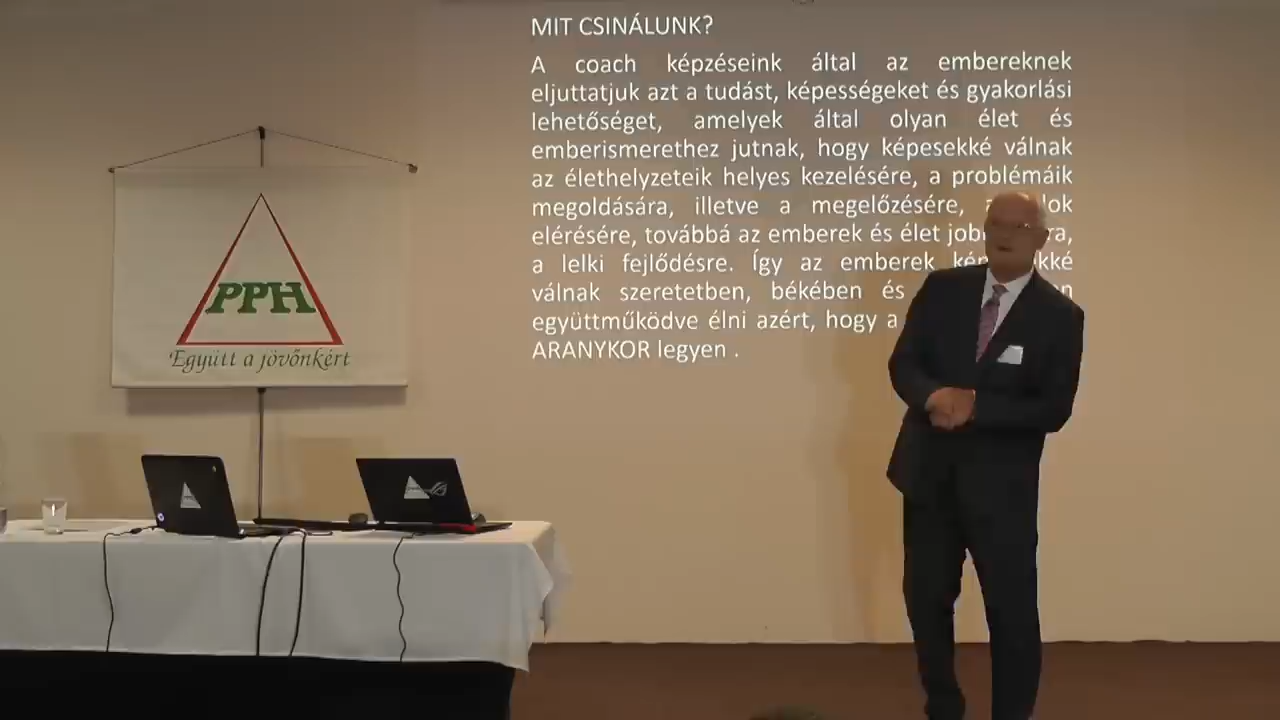 MIT CSINÁLUNK?
A coach képzéseink által az embereknek
eljuttatjuk azt a tudást, képességeket és gyakorlási
lehetőséget, amelyek által olyan élet és
emberismerethez jutnak, hogy képesekké válnak
az élethelyzeteik helyes kezelésére, a problémáik
megoldására, illetve a megelőzésére,
elérésére, továbbá az emberek és élet
a lelki fejlődésre. Így az emberek
válnak szeretetben, békében és
együttműködve élni azért, hogy a
ARANYKOR legyen .
PPH
Együtt a jövőnkért